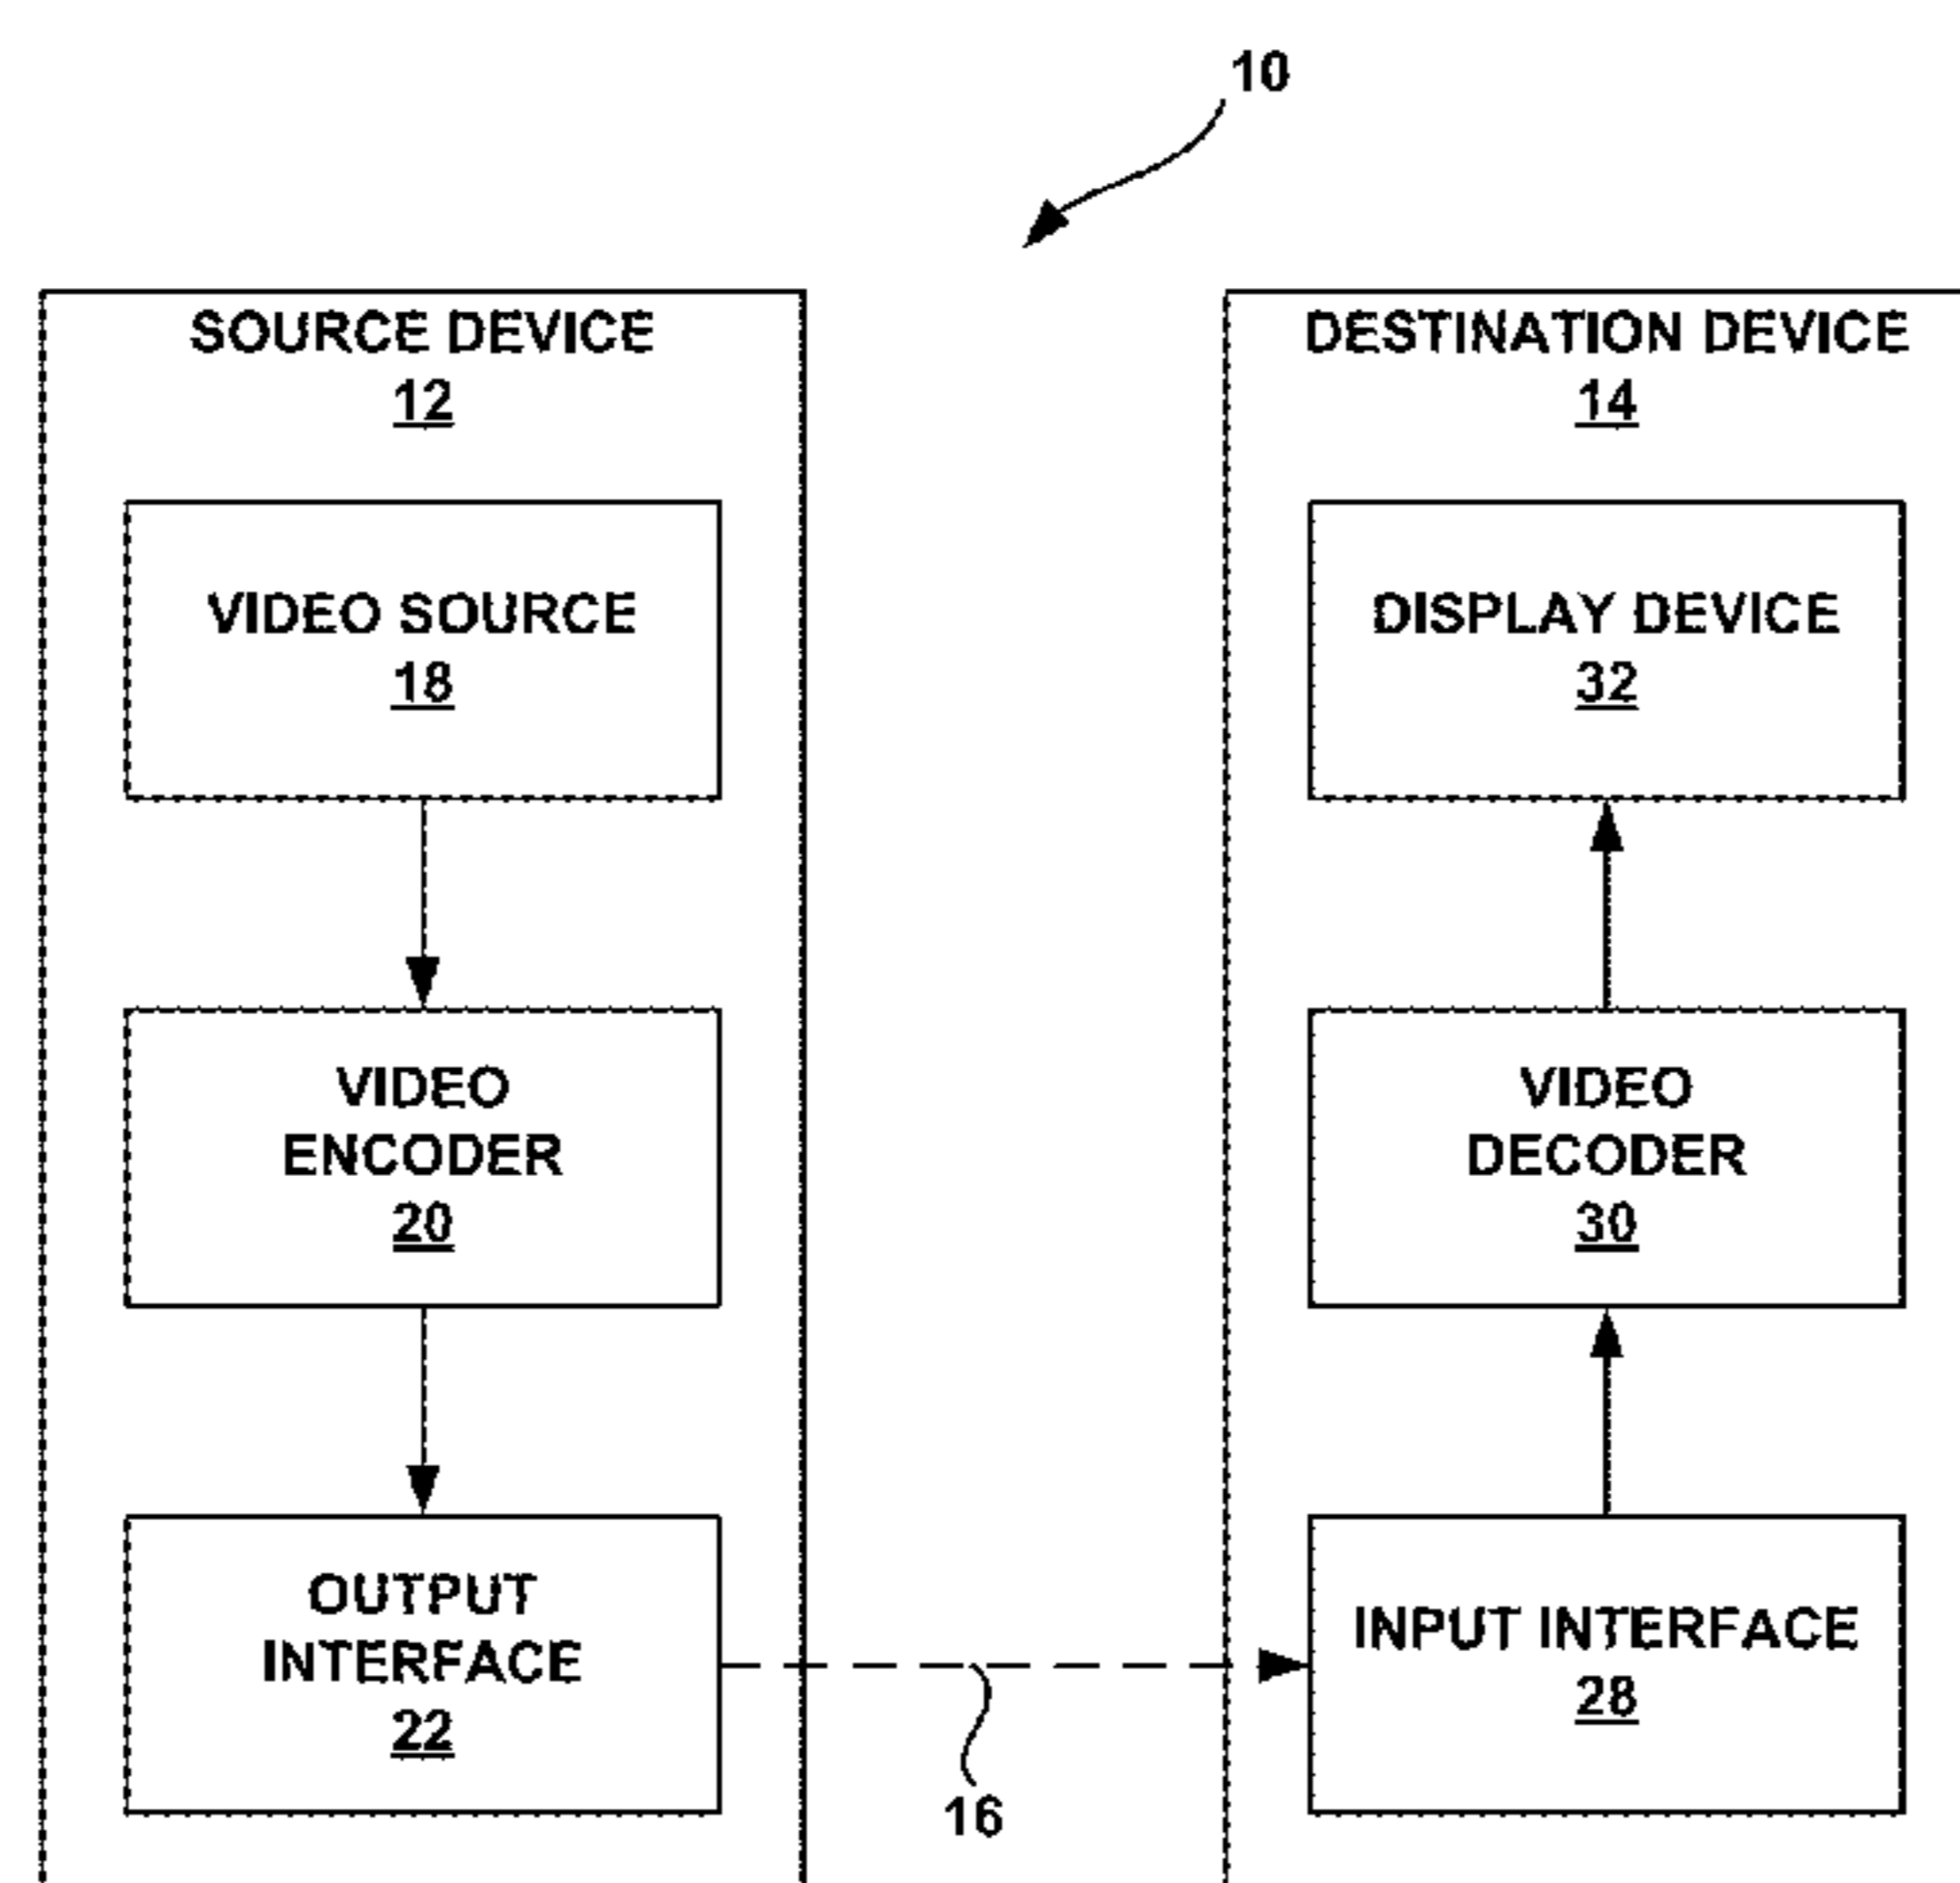 10
SOURCE DEVICE
12
VIDEO SOURCE
18
VIDEO
ENCODER
20
OUTPUT
INTERFACE
22
16
DESTINATION DEVICE
14
DISPLAY DEVICE
32
VIDEO
DECODER
30
INPUT INTERFACE
28